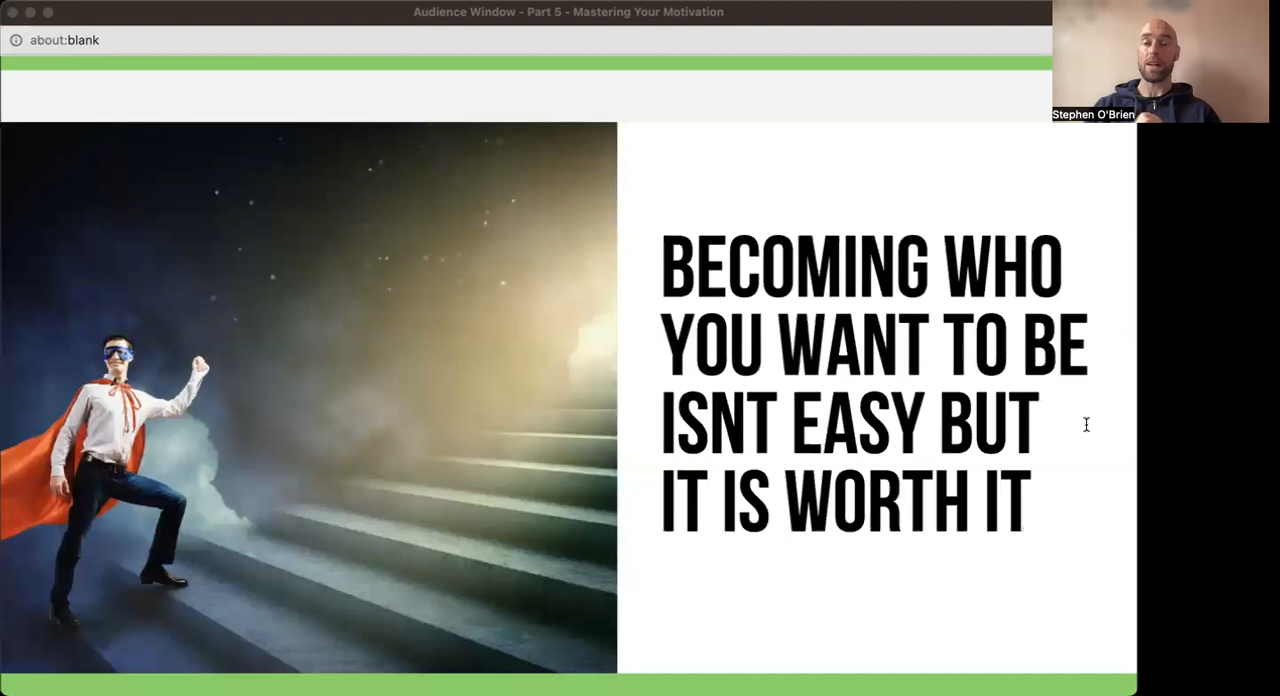 Audience Window - Part 5 - Mastering Your Motivation
about:blank
Stephen O'Brien
BECOMING WHO
YOU WANT TO BE
ISNT EASY BUT
IT IS WORTH IT